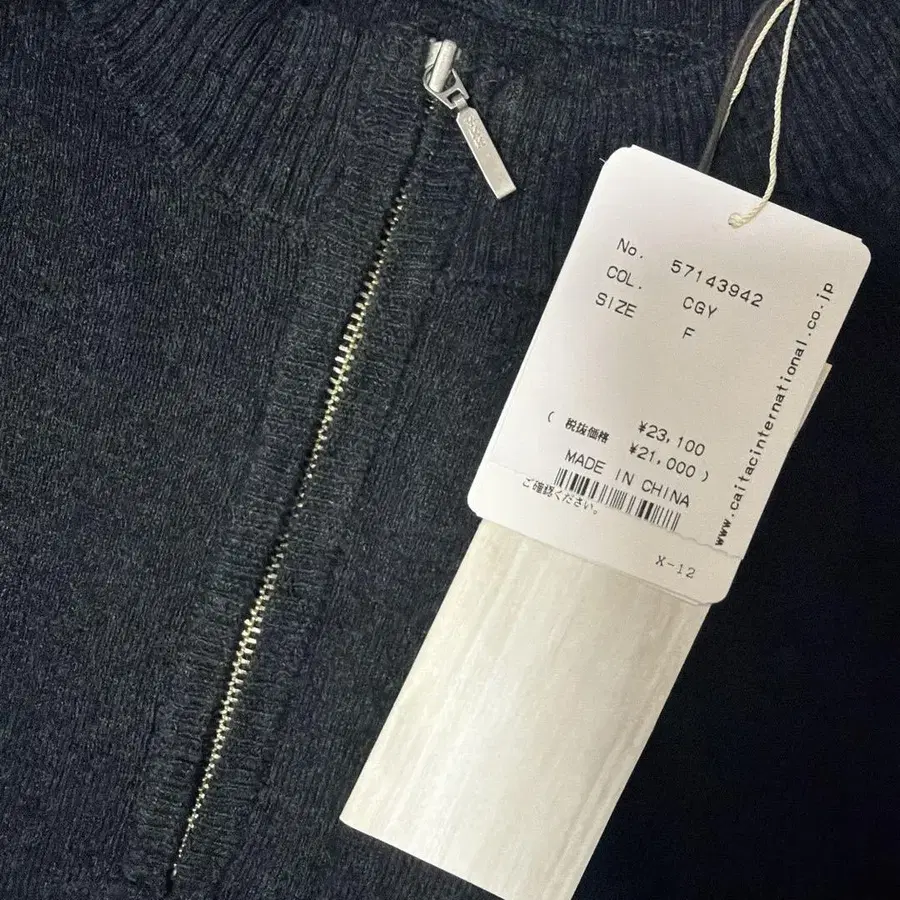 No. 57143942
COL. CGY
SIZE F
¥23,100
( 税抜価格 ¥21,000 )
MADE IN CHINA
ご確認ください。
X-12
www.caitacinternational.co.jp